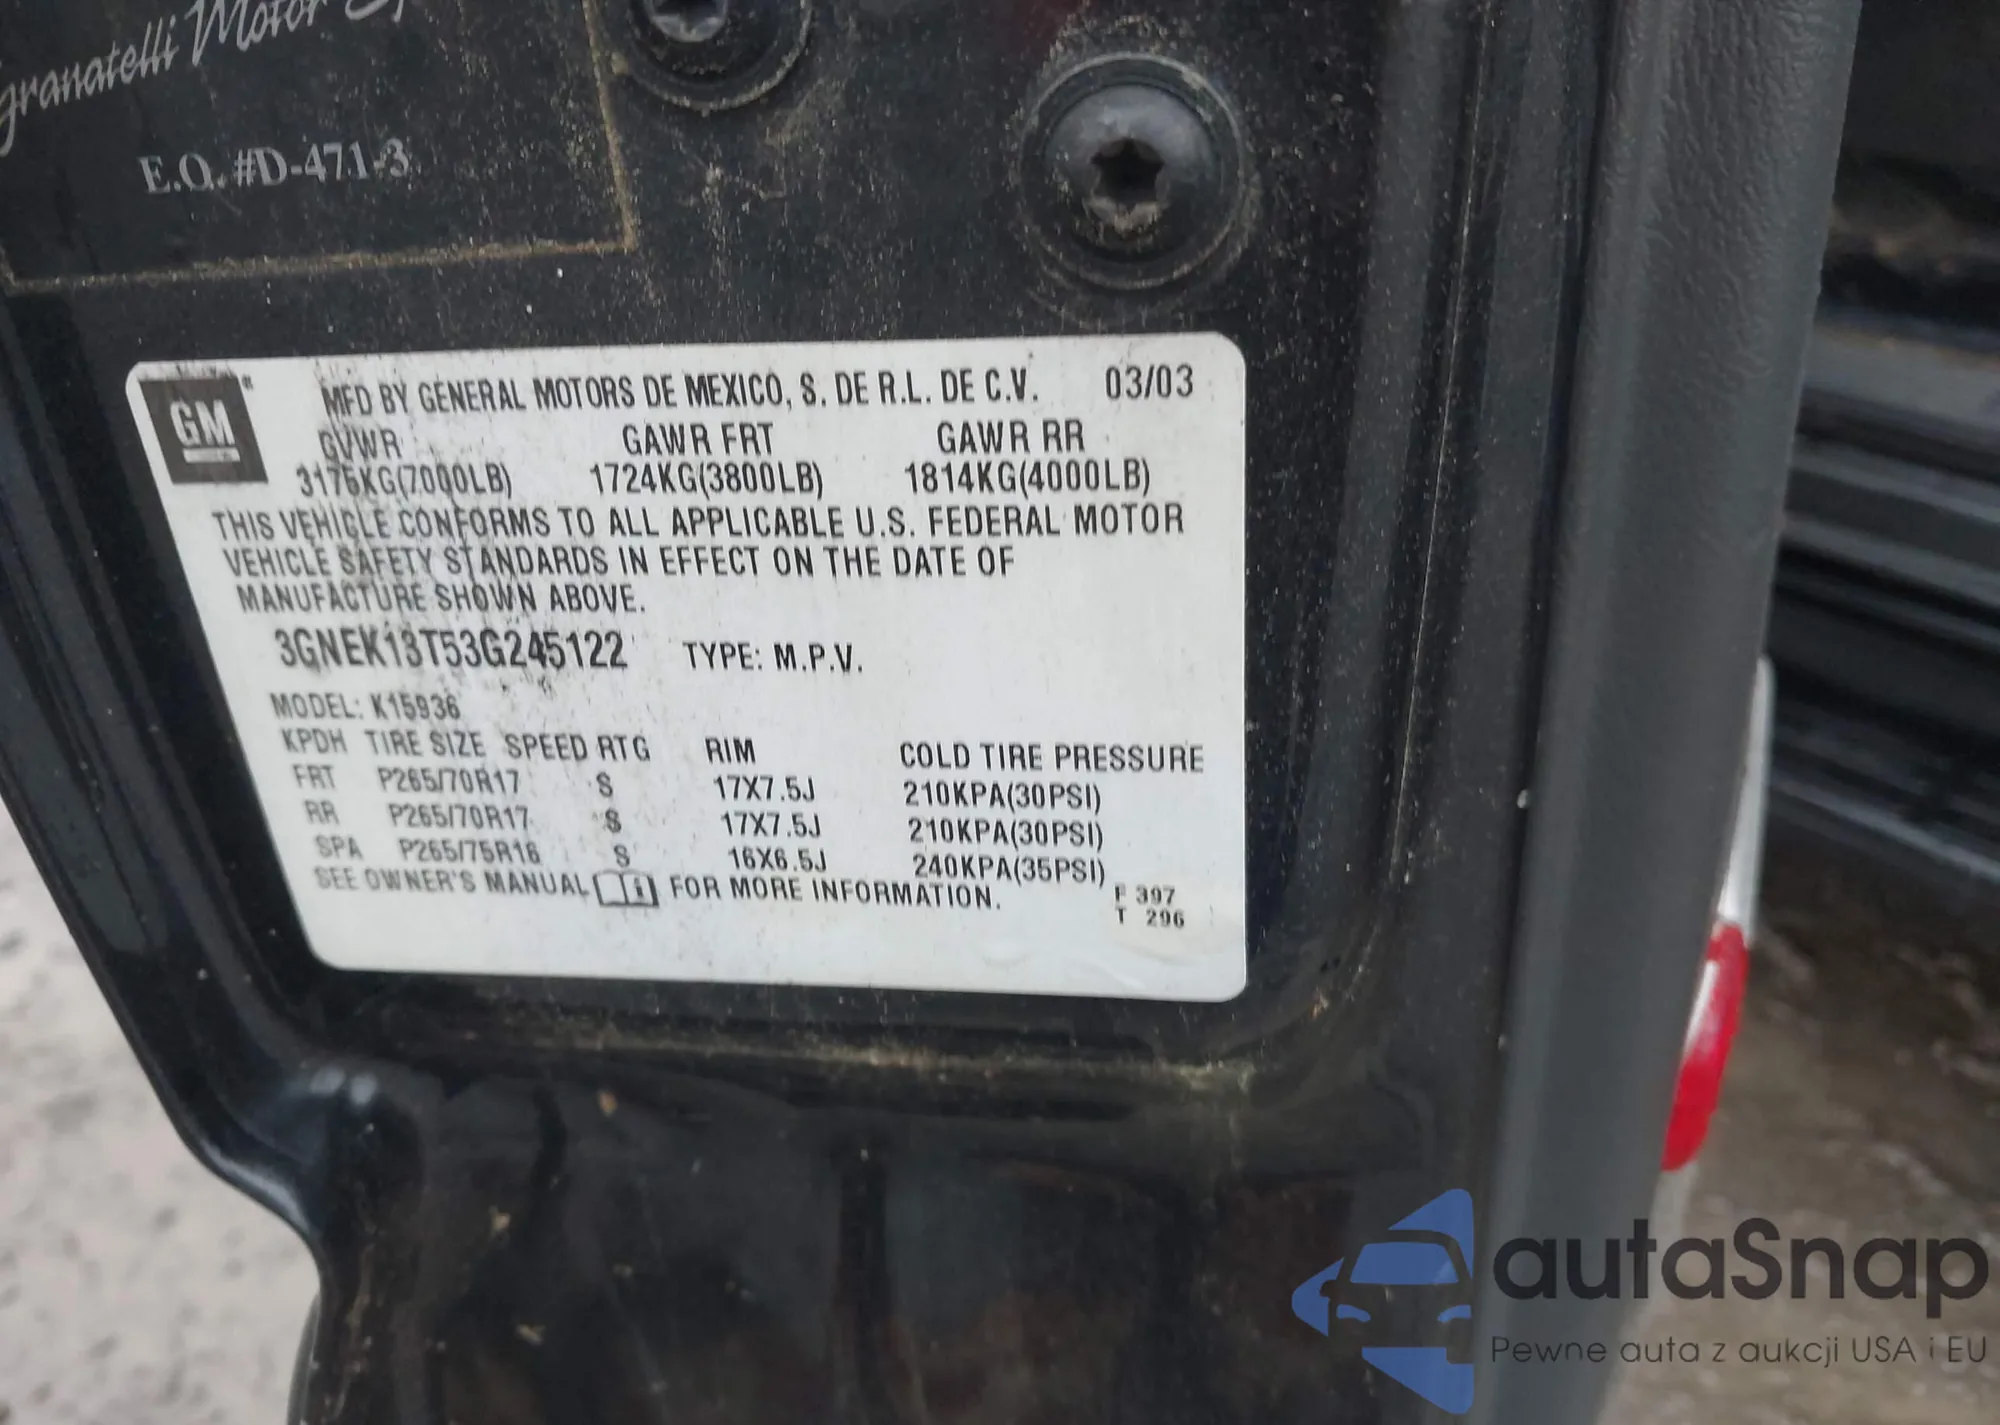 Granatelli Motor
E.O. #D-471-3
GM
MFD BY GENERAL MOTORS DE MEXICO, S. DE R.L. DE C.V. 03/03
GVWR GAWR FRT GAWR RR
3175KG(7000LB) 1724KG(3800LB) 1814KG(4000LB)
THIS VEHICLE CONFORMS TO ALL APPLICABLE U.S. FEDERAL MOTOR
VEHICLE SAFETY STANDARDS IN EFFECT ON THE DATE OF
MANUFACTURE SHOWN ABOVE.
3GNEK13T53G245122 TYPE: M.P.V.
MODEL: K15936
KPDH TIRE SIZE SPEED RTG RIM COLD TIRE PRESSURE
FRT P265/70R17 S 17X7.5J 210KPA(30PSI)
RR P265/70R17 S 17X7.5J 210KPA(30PSI)
SPA P265/75R16 S 16X6.5J 240KPA(35PSI)
SEE OWNER'S MANUAL FOR MORE INFORMATION.
F 397
T 296
autaSnap
Pewne auta z aukcji USA i EU